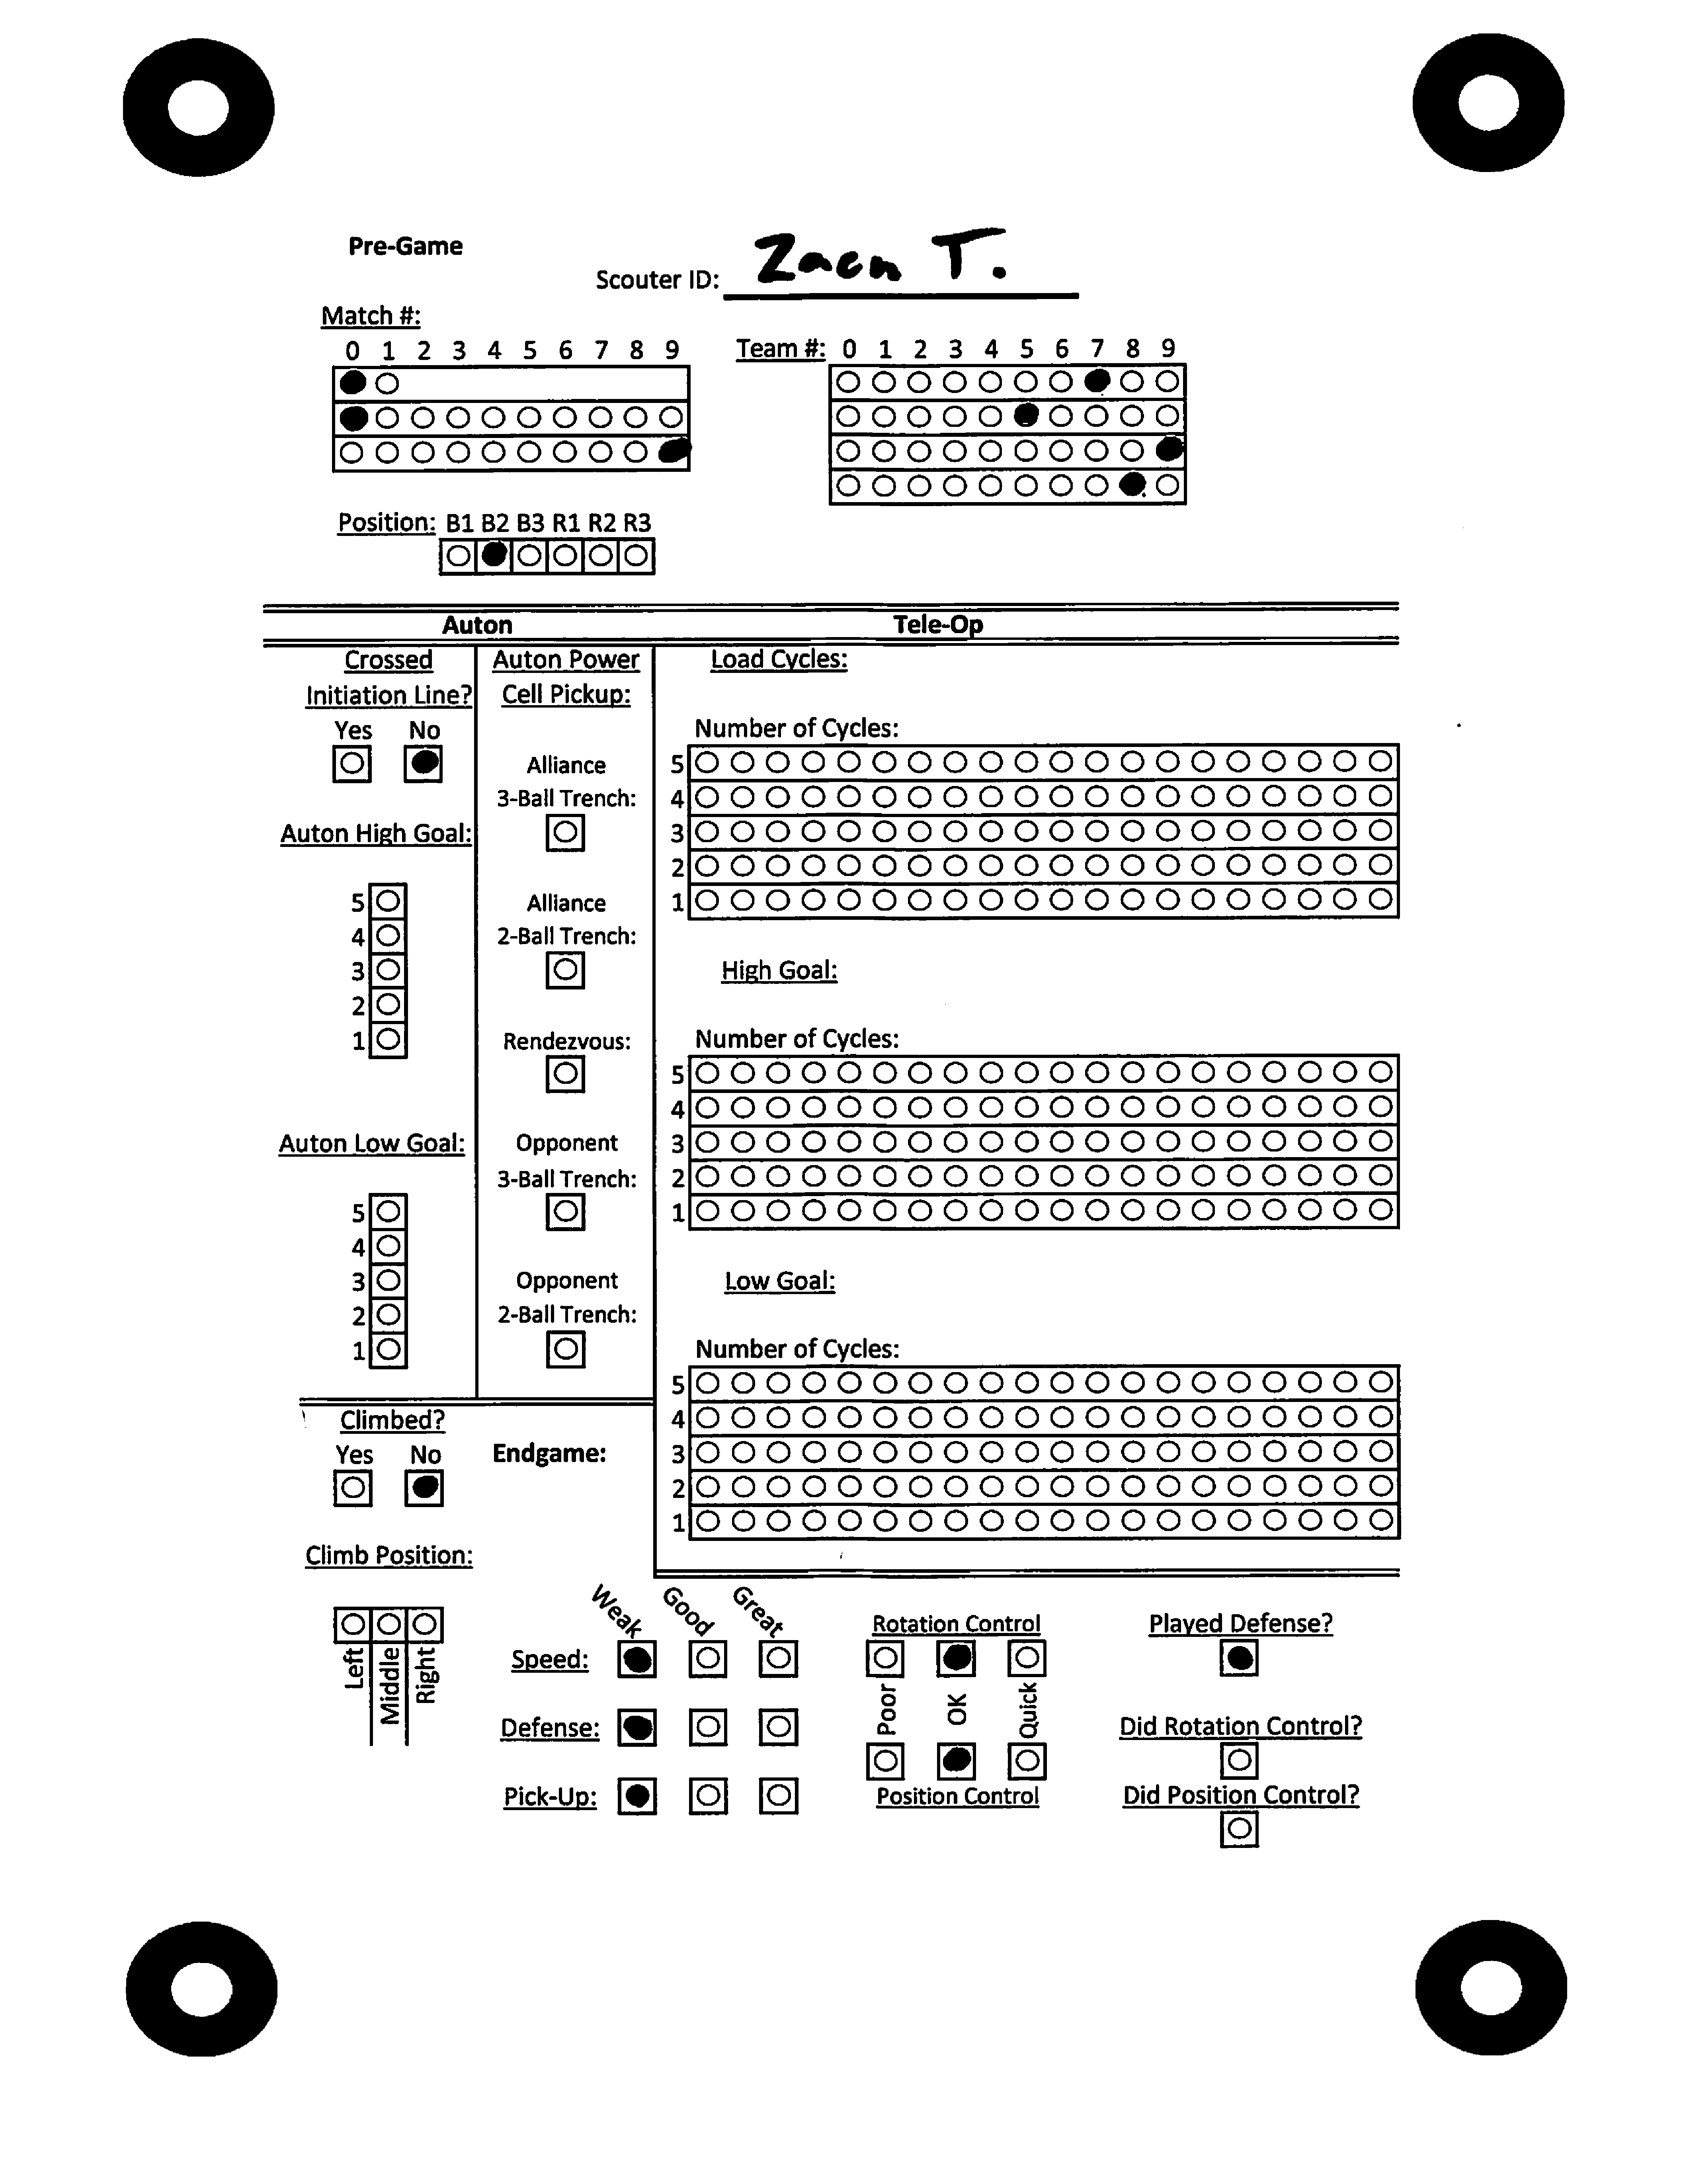 Pre-Game
Scouter ID: Zach T.
Match #:
0 1 2 3 4 5 6 7 8 9
Team #: 0 1 2 3 4 5 6 7 8 9
Position: B1 B2 B3 R1 R2 R3
Auton
Tele-Op
Crossed
Initiation Line?
Yes No
Auton High Goal:
5
4
3
2
1
Auton Low Goal:
5
4
3
2
1
Auton Power
Cell Pickup:
Alliance
3-Ball Trench:
Alliance
2-Ball Trench:
Rendezvous:
Opponent
3-Ball Trench:
Opponent
2-Ball Trench:
Load Cycles:
Number of Cycles:
5
4
3
2
1
High Goal:
Number of Cycles:
5
4
3
2
1
Low Goal:
Number of Cycles:
5
4
3
2
1
Climbed?
Yes No
Endgame:
Climb Position:
Left
Middle
Right
Weak Good Great
Speed:
Defense:
Pick-Up:
Rotation Control
Poor OK Quick
Position Control
Played Defense?
Did Rotation Control?
Did Position Control?